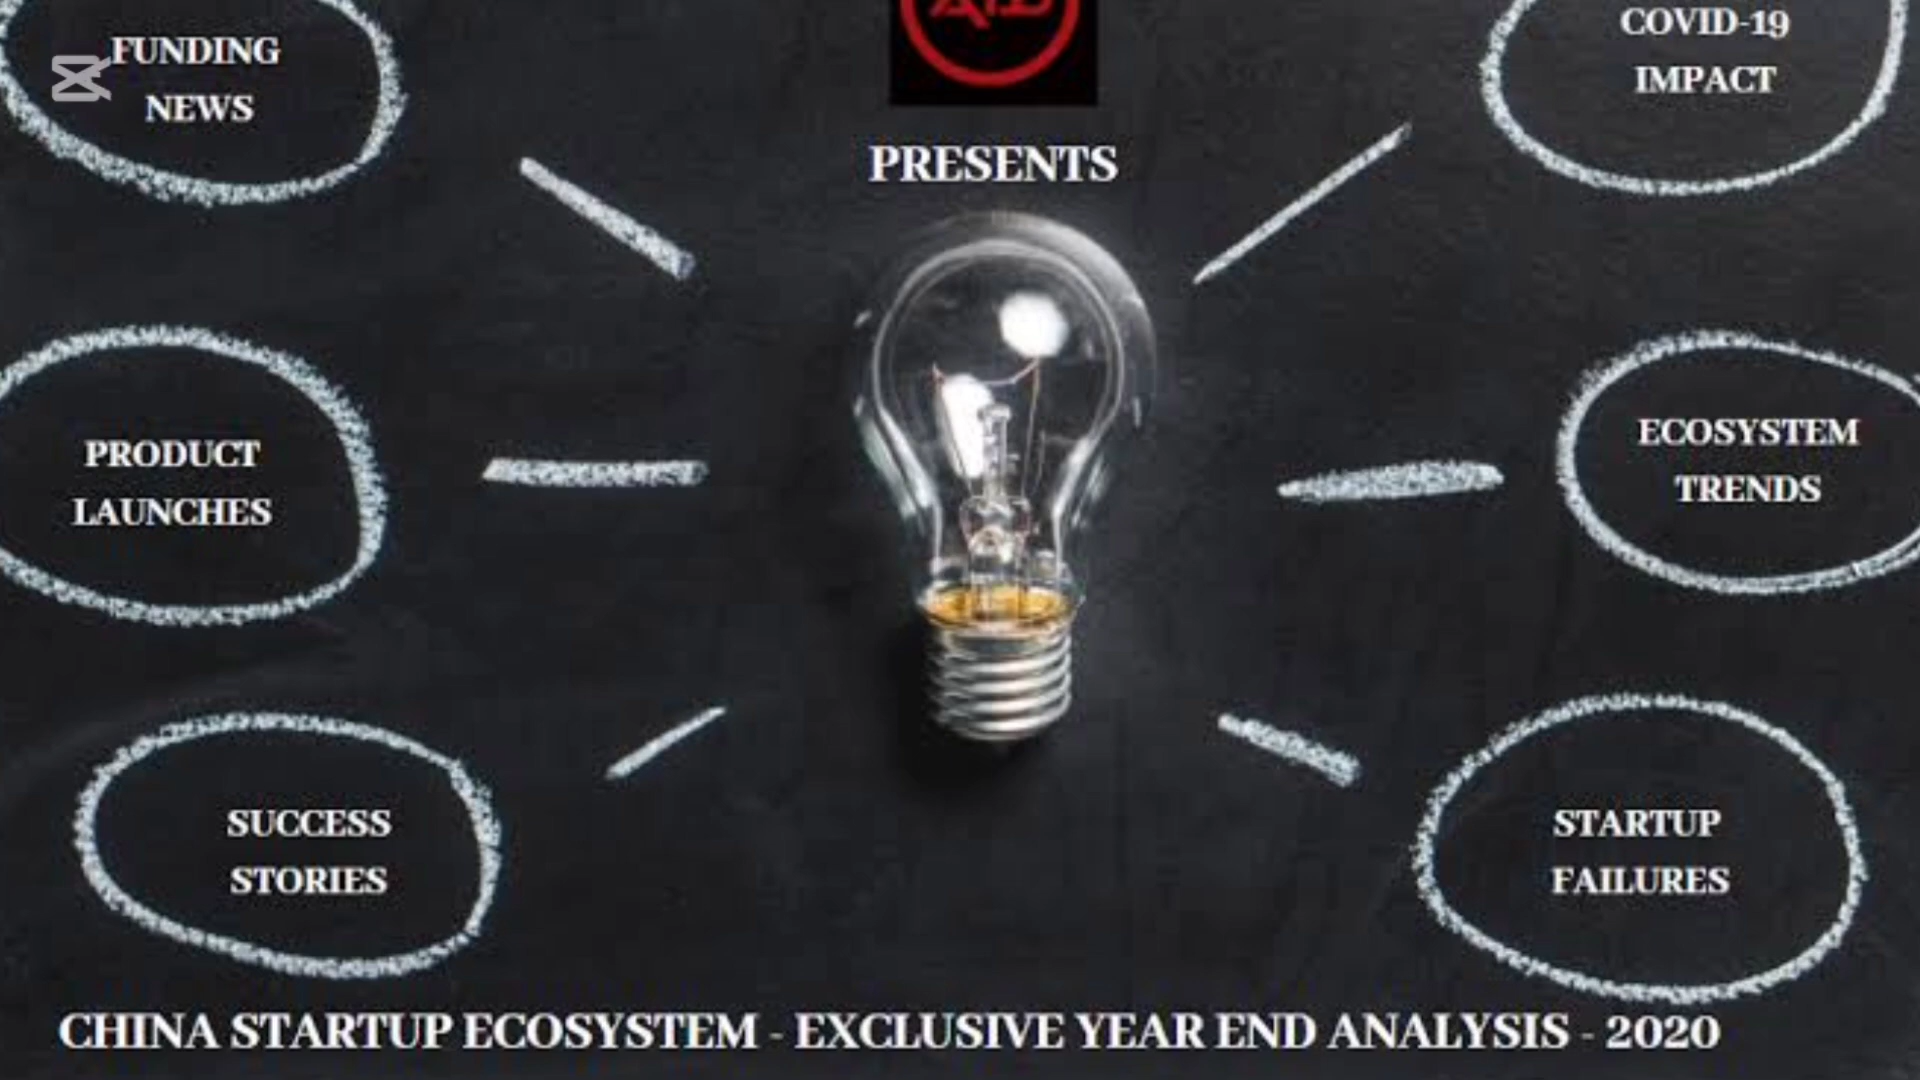 FUNDING
NEWS
COVID-19
IMPACT
PRESENTS
PRODUCT
LAUNCHES
ECOSYSTEM
TRENDS
SUCCESS
STORIES
STARTUP
FAILURES
CHINA STARTUP ECOSYSTEM - EXCLUSIVE YEAR END ANALYSIS - 2020